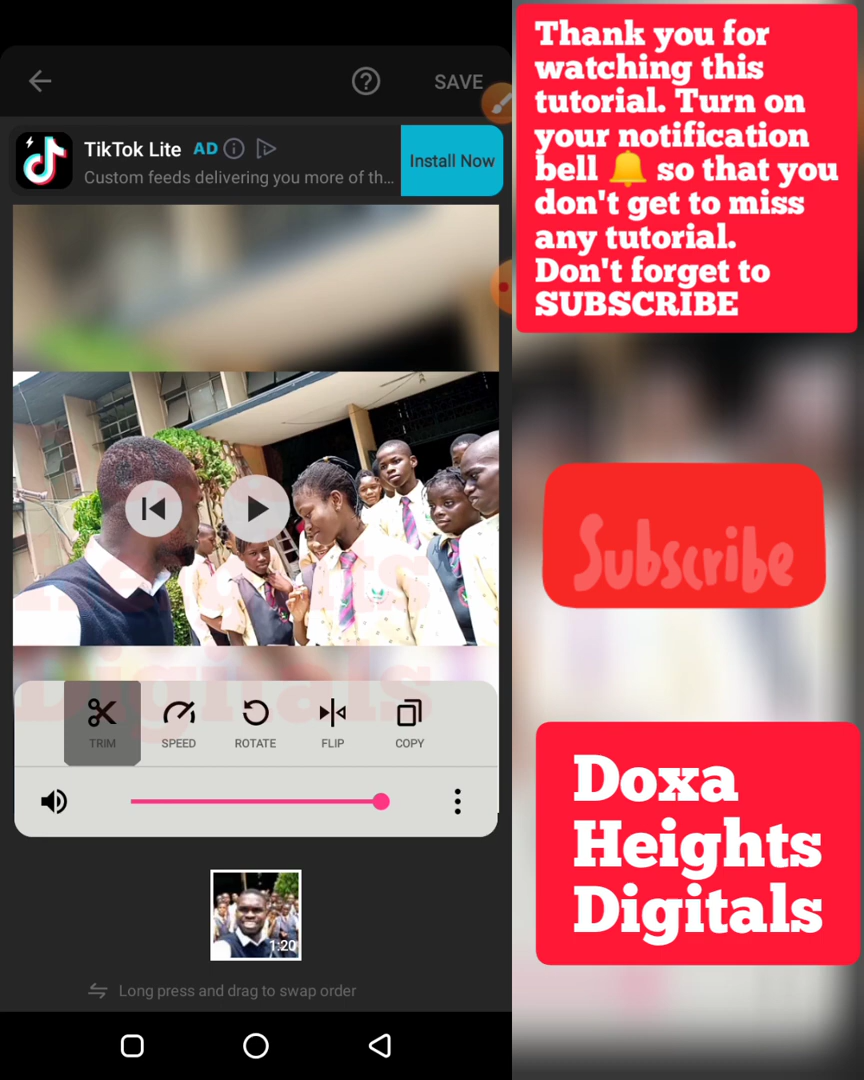 SAVE
TikTok Lite AD
Install Now
Custom feeds delivering you more of th...
Heights
Digitals
TRIM
SPEED
ROTATE
FLIP
COPY
1:20
Long press and drag to swap order
Thank you for
watching this
tutorial. Turn on
your notification
bell 🔔 so that you
don't get to miss
any tutorial.
Don't forget to
SUBSCRIBE
Subscribe
Doxa
Heights
Digitals